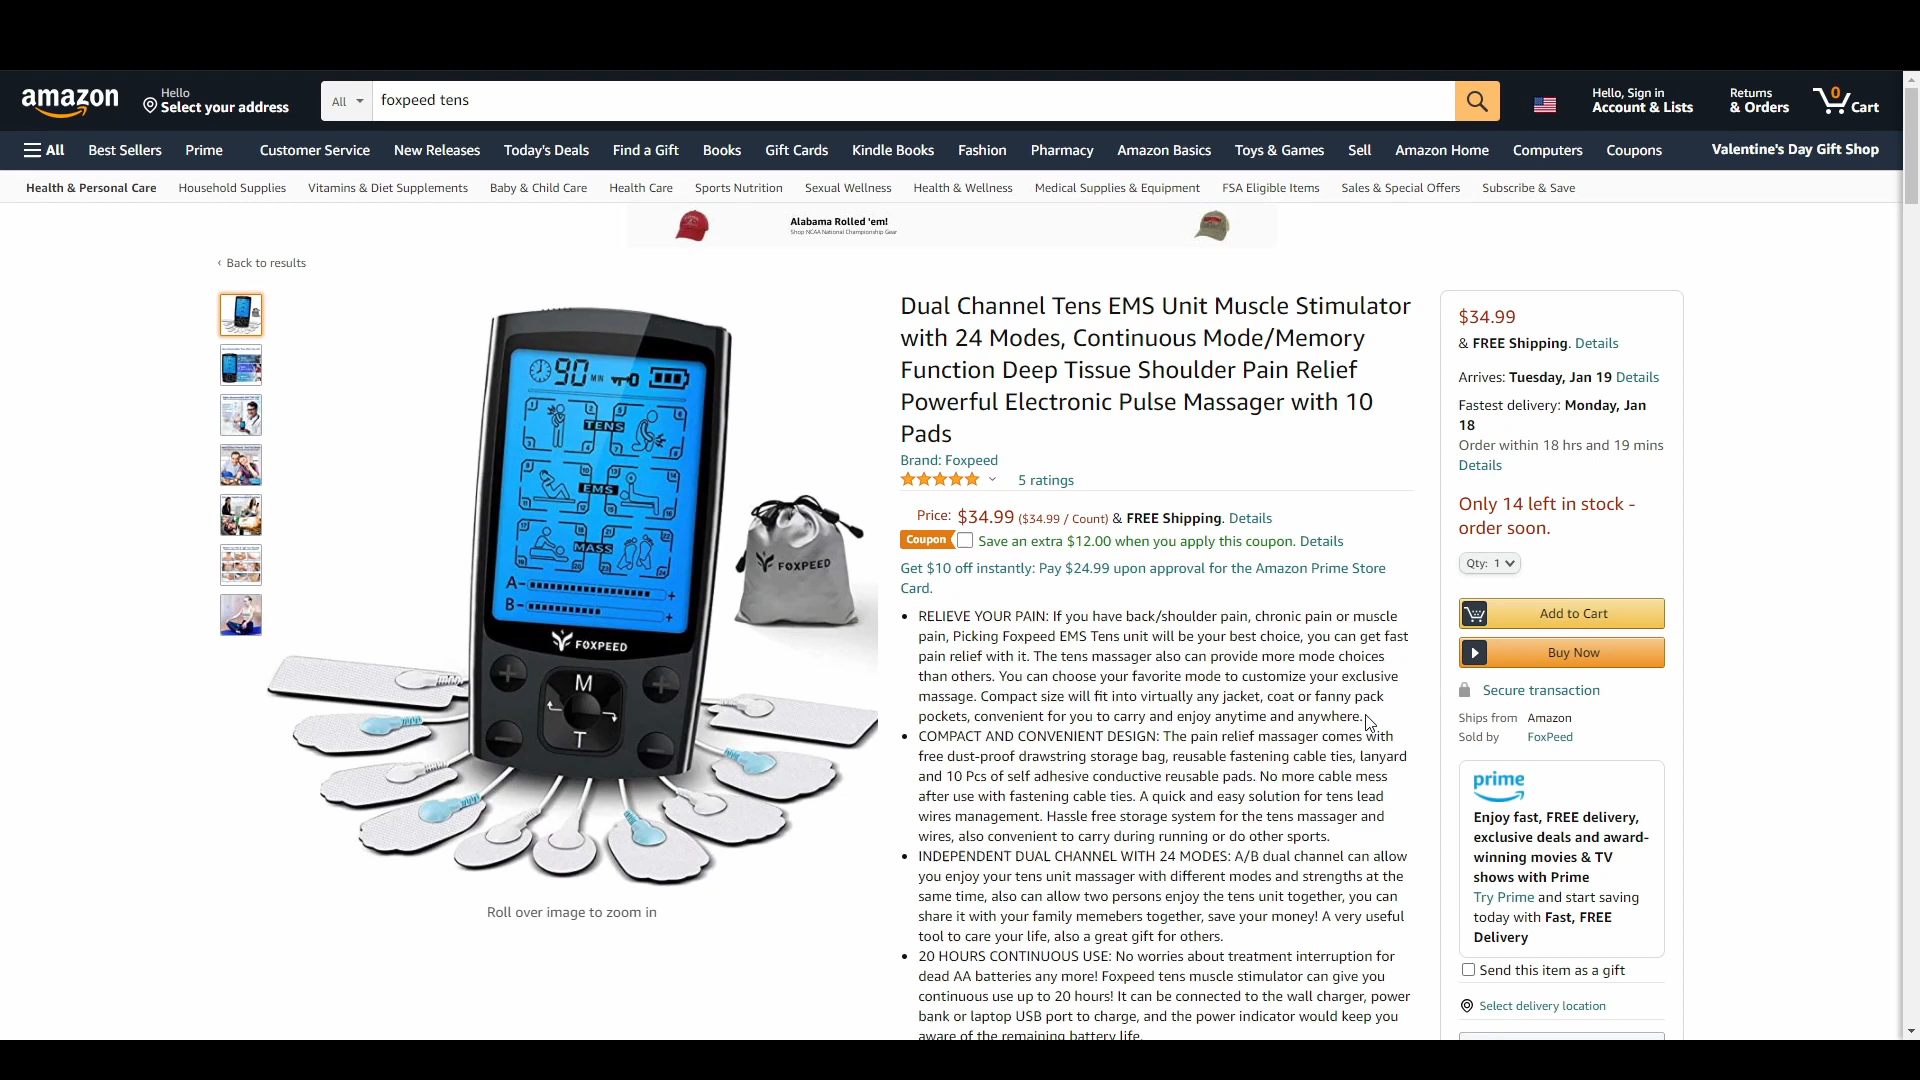 amazon
Hello
Select your address
All
foxpeed tens
Hello, Sign in
Account & Lists
Returns
& Orders
0
Cart
All
Best Sellers
Prime
Customer Service
New Releases
Today's Deals
Find a Gift
Books
Gift Cards
Kindle Books
Fashion
Pharmacy
Amazon Basics
Toys & Games
Sell
Amazon Home
Computers
Coupons
Valentine's Day Gift Shop
Health & Personal Care
Household Supplies
Vitamins & Diet Supplements
Baby & Child Care
Health Care
Sports Nutrition
Sexual Wellness
Health & Wellness
Medical Supplies & Equipment
FSA Eligible Items
Sales & Special Offers
Subscribe & Save
Alabama Rolled 'em!
Shop NCAA National Championship Gear
‹ Back to results
90 MIN
TENS
EMS
MASS
A-
+
B-
+
FOXPEED
M
T
FOXPEED
Roll over image to zoom in
Dual Channel Tens EMS Unit Muscle Stimulator
with 24 Modes, Continuous Mode/Memory
Function Deep Tissue Shoulder Pain Relief
Powerful Electronic Pulse Massager with 10
Pads
Brand: Foxpeed
5 ratings
Price: $34.99 ($34.99 / Count) & FREE Shipping. Details
Coupon Save an extra $12.00 when you apply this coupon. Details
Get $10 off instantly: Pay $24.99 upon approval for the Amazon Prime Store
Card.
• RELIEVE YOUR PAIN: If you have back/shoulder pain, chronic pain or muscle
pain, Picking Foxpeed EMS Tens unit will be your best choice, you can get fast
pain relief with it. The tens massager also can provide more mode choices
than others. You can choose your favorite mode to customize your exclusive
massage. Compact size will fit into virtually any jacket, coat or fanny pack
pockets, convenient for you to carry and enjoy anytime and anywhere.
• COMPACT AND CONVENIENT DESIGN: The pain relief massager comes with
free dust-proof drawstring storage bag, reusable fastening cable ties, lanyard
and 10 Pcs of self adhesive conductive reusable pads. No more cable mess
after use with fastening cable ties. A quick and easy solution for tens lead
wires management. Hassle free storage system for the tens massager and
wires, also convenient to carry during running or do other sports.
• INDEPENDENT DUAL CHANNEL WITH 24 MODES: A/B dual channel can allow
you enjoy your tens unit massager with different modes and strengths at the
same time, also can allow two persons enjoy the tens unit together, you can
share it with your family memebers together, save your money! A very useful
tool to care your life, also a great gift for others.
• 20 HOURS CONTINUOUS USE: No worries about treatment interruption for
dead AA batteries any more! Foxpeed tens muscle stimulator can give you
continuous use up to 20 hours! It can be connected to the wall charger, power
bank or laptop USB port to charge, and the power indicator would keep you
aware of the remaining battery life.
$34.99
& FREE Shipping. Details
Arrives: Tuesday, Jan 19 Details
Fastest delivery: Monday, Jan
18
Order within 18 hrs and 19 mins
Details
Only 14 left in stock -
order soon.
Qty: 1
Add to Cart
Buy Now
Secure transaction
Ships from Amazon
Sold by FoxPeed
prime
Enjoy fast, FREE delivery,
exclusive deals and award-
winning movies & TV
shows with Prime
Try Prime and start saving
today with Fast, FREE
Delivery
Send this item as a gift
Select delivery location